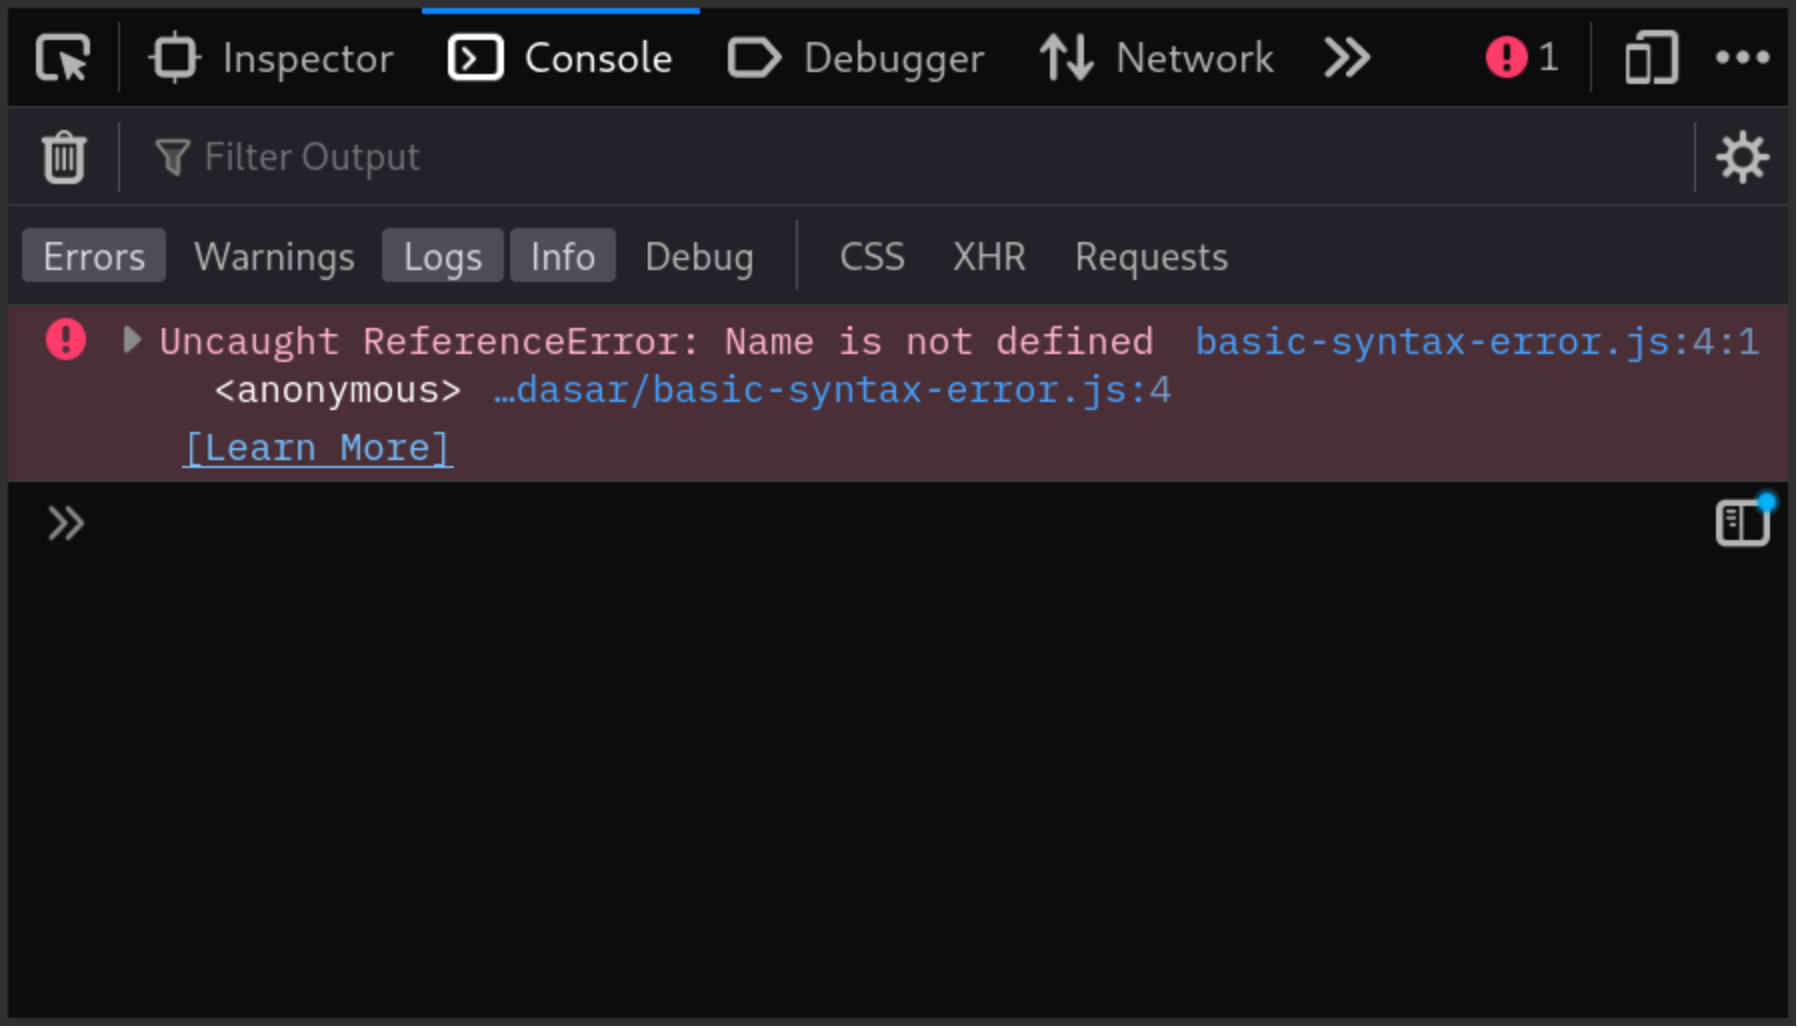 Inspector Console Debugger Network 1
Filter Output
Errors Warnings Logs Info Debug CSS XHR Requests
Uncaught ReferenceError: Name is not defined basic-syntax-error.js:4:1
<anonymous> …dasar/basic-syntax-error.js:4
[Learn More]